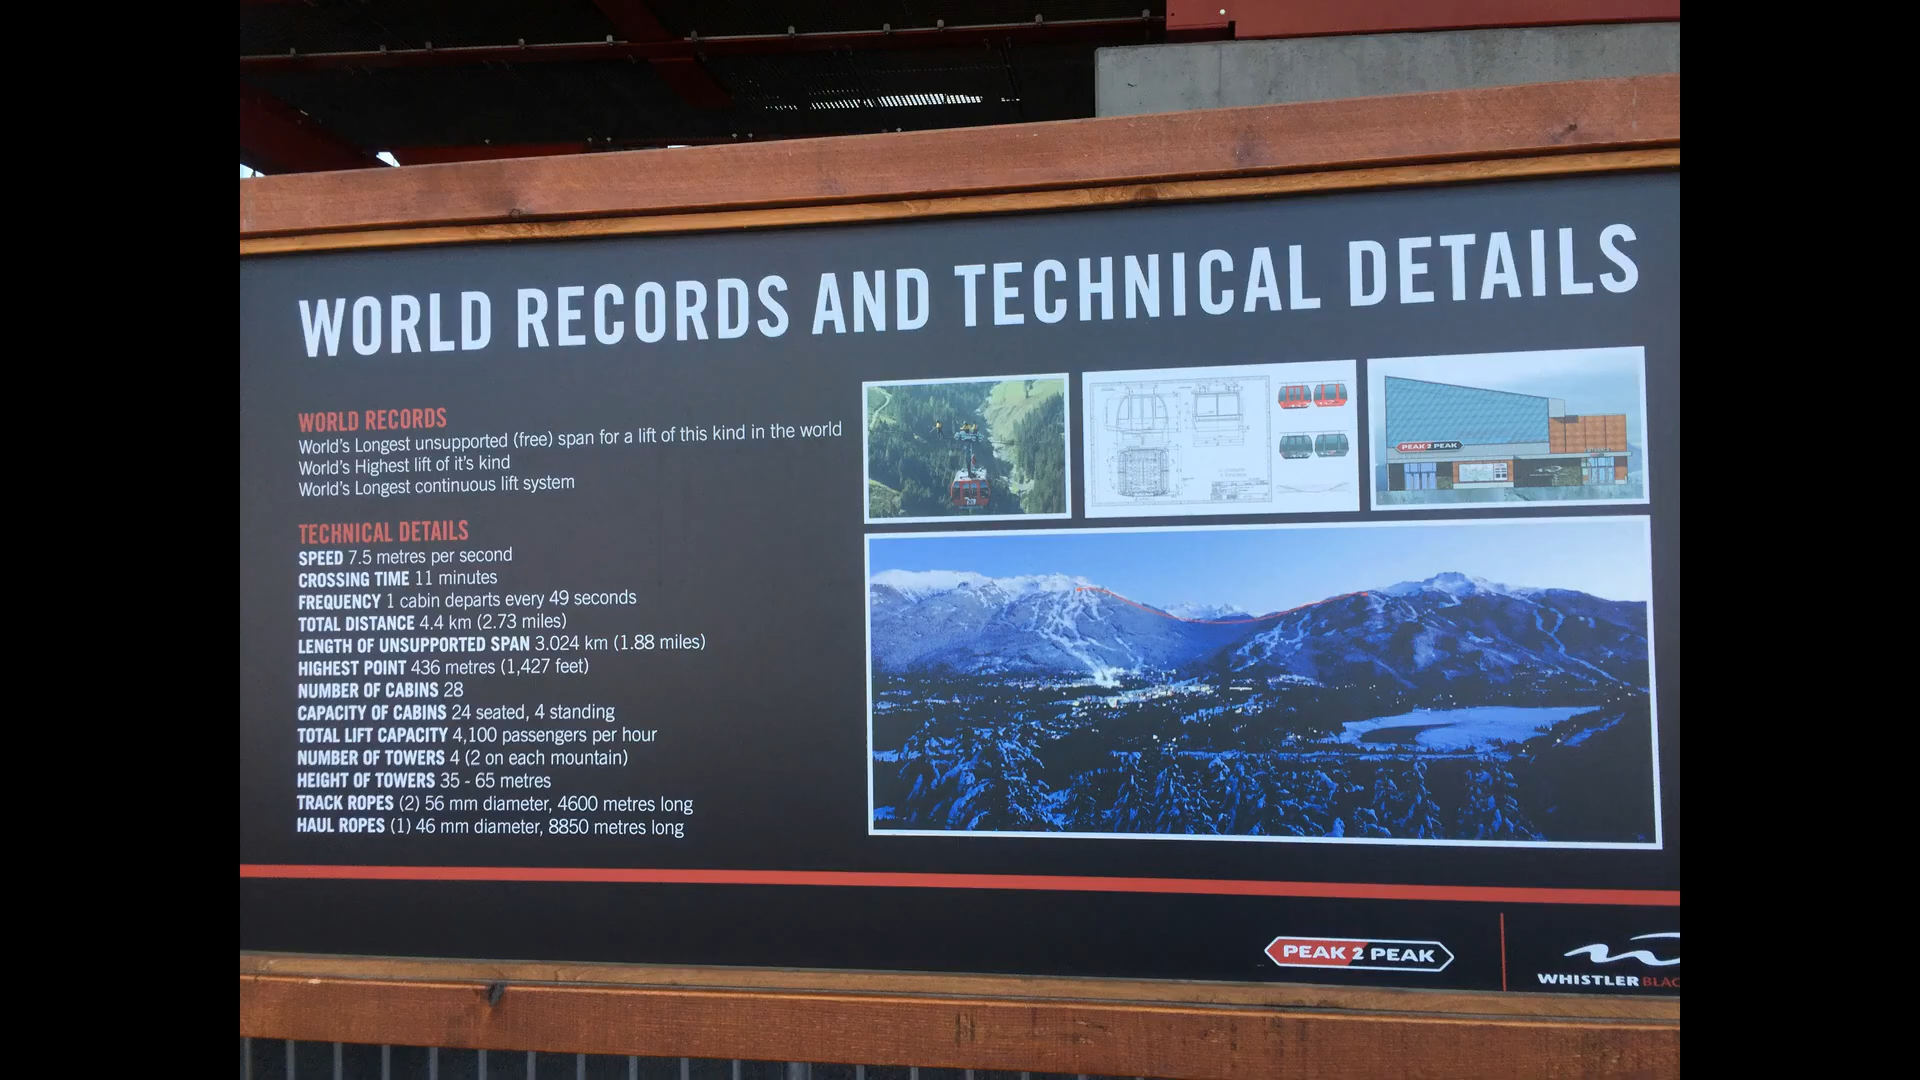 WORLD RECORDS AND TECHNICAL DETAILS
WORLD RECORDS
World's Longest unsupported (free) span for a lift of this kind in the world
World's Highest lift of it's kind
World's Longest continuous lift system
TECHNICAL DETAILS
SPEED 7.5 metres per second
CROSSING TIME 11 minutes
FREQUENCY 1 cabin departs every 49 seconds
TOTAL DISTANCE 4.4 km (2.73 miles)
LENGTH OF UNSUPPORTED SPAN 3.024 km (1.88 miles)
HIGHEST POINT 436 metres (1,427 feet)
NUMBER OF CABINS 28
CAPACITY OF CABINS 24 seated, 4 standing
TOTAL LIFT CAPACITY 4,100 passengers per hour
NUMBER OF TOWERS 4 (2 on each mountain)
HEIGHT OF TOWERS 35 - 65 metres
TRACK ROPES (2) 56 mm diameter, 4600 metres long
HAUL ROPES (1) 46 mm diameter, 8850 metres long
PEAK 2 PEAK
PEAK 2 PEAK
WHISTLERBLAC